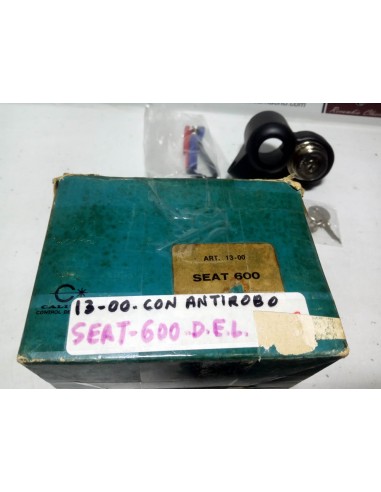 ART. 13-00
SEAT 600
13-00-CON ANTIROBO
SEAT-600 D.E.L.